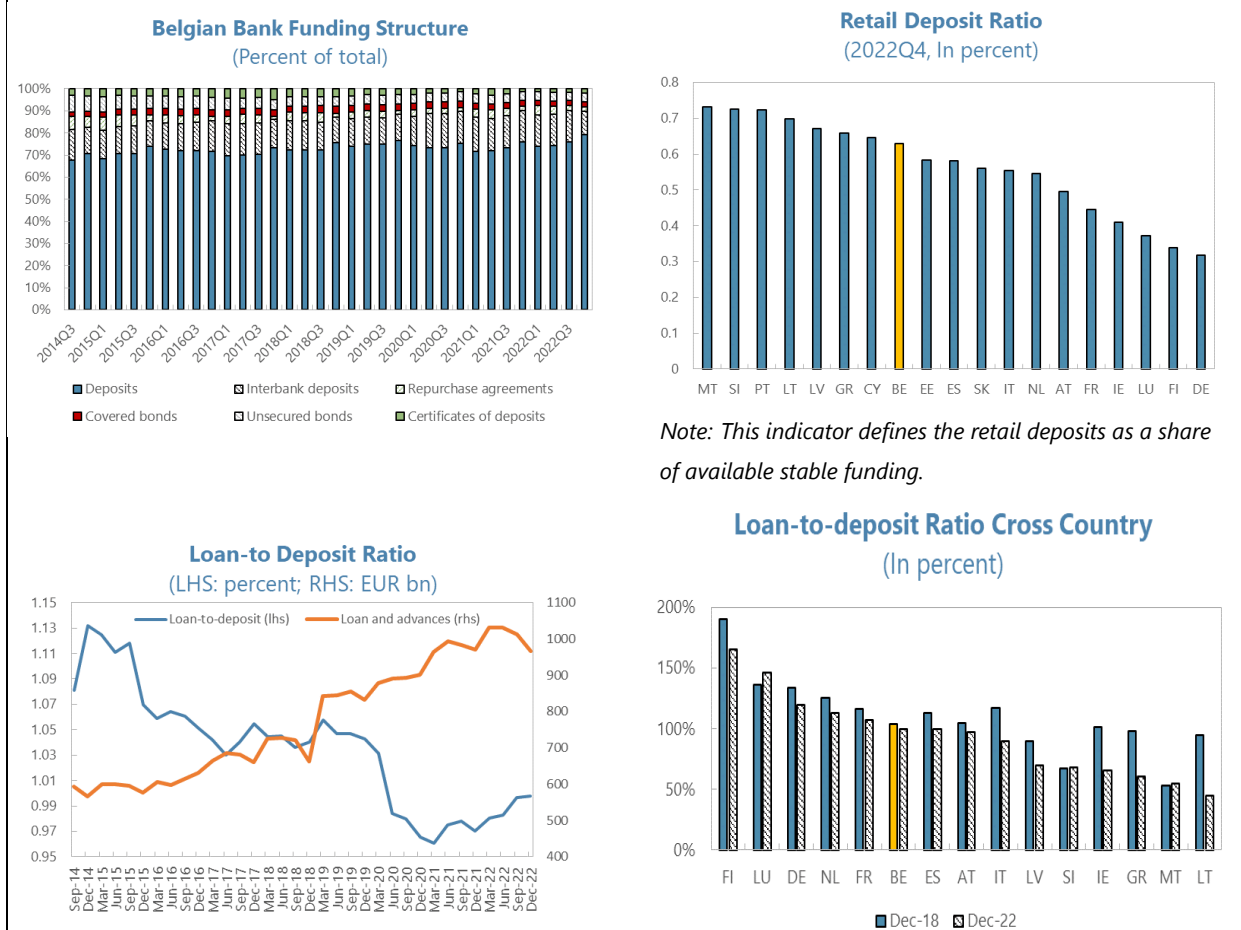 Belgian Bank Funding Structure
(Percent of total)
100%
90%
80%
70%
60%
50%
40%
30%
20%
10%
0%
2014Q3
2015Q1
2015Q3
2016Q1
2016Q3
2017Q1
2017Q3
2018Q1
2018Q3
2019Q1
2019Q3
2020Q1
2020Q3
2021Q1
2021Q3
2022Q1
2022Q3
Deposits
Interbank deposits
Repurchase agreements
Covered bonds
Unsecured bonds
Certificates of deposits
Retail Deposit Ratio
(2022Q4, In percent)
0.8
0.7
0.6
0.5
0.4
0.3
0.2
0.1
0
MT SI PT LT LV GR CY BE EE ES SK IT NL AT FR IE LU FI DE
Note: This indicator defines the retail deposits as a share
of available stable funding.
Loan-to Deposit Ratio
(LHS: percent; RHS: EUR bn)
1.15
1.13
1.11
1.09
1.07
1.05
1.03
1.01
0.99
0.97
0.95
Loan-to-deposit (lhs)
Loan and advances (rhs)
1100
1000
900
800
700
600
500
400
Sep-14
Dec-14
Mar-15
Jun-15
Sep-15
Dec-15
Mar-16
Jun-16
Sep-16
Dec-16
Mar-17
Jun-17
Sep-17
Dec-17
Mar-18
Jun-18
Sep-18
Dec-18
Mar-19
Jun-19
Sep-19
Dec-19
Mar-20
Jun-20
Sep-20
Dec-20
Mar-21
Jun-21
Sep-21
Dec-21
Mar-22
Jun-22
Sep-22
Dec-22
Loan-to-deposit Ratio Cross Country
(In percent)
200%
150%
100%
50%
0%
FI LU DE NL FR BE ES AT IT LV SI IE GR MT LT
Dec-18
Dec-22